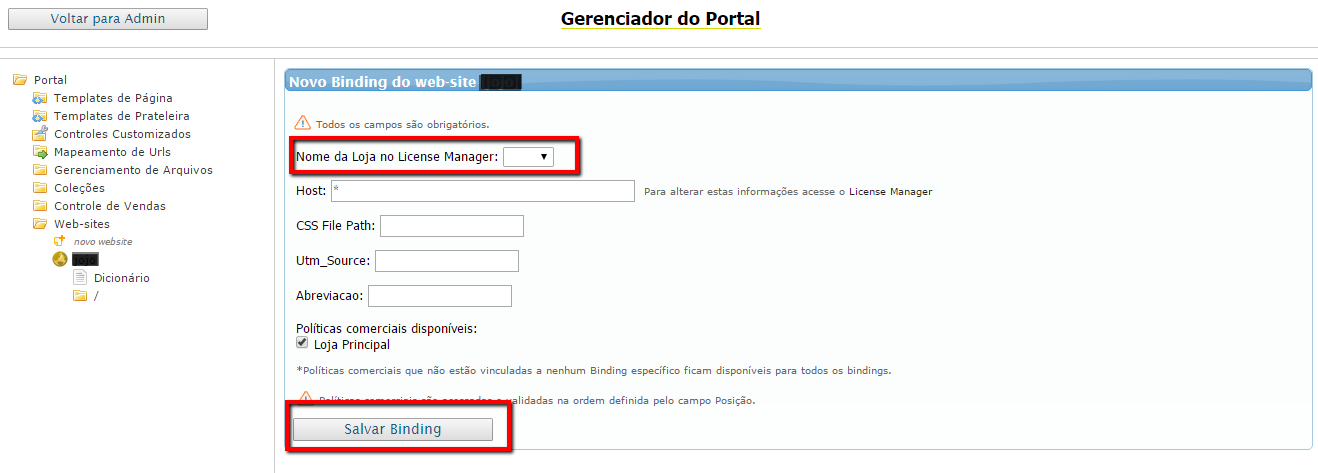 Voltar para Admin
Gerenciador do Portal
Portal
Templates de Página
Templates de Prateleira
Controles Customizados
Mapeamento de Urls
Gerenciamento de Arquivos
Coleções
Controle de Vendas
Web-sites
novo website
Dicionário
/
Novo Binding do web-site
Todos os campos são obrigatórios.
Nome da Loja no License Manager:
Host: * Para alterar estas informações acesse o License Manager
CSS File Path:
Utm_Source:
Abreviacao:
Políticas comerciais disponíveis:
Loja Principal
*Políticas comerciais que não estão vinculadas a nenhum Binding específico ficam disponíveis para todos os bindings.
Políticas comerciais são acessadas e validadas na ordem definida pelo campo Posição.
Salvar Binding